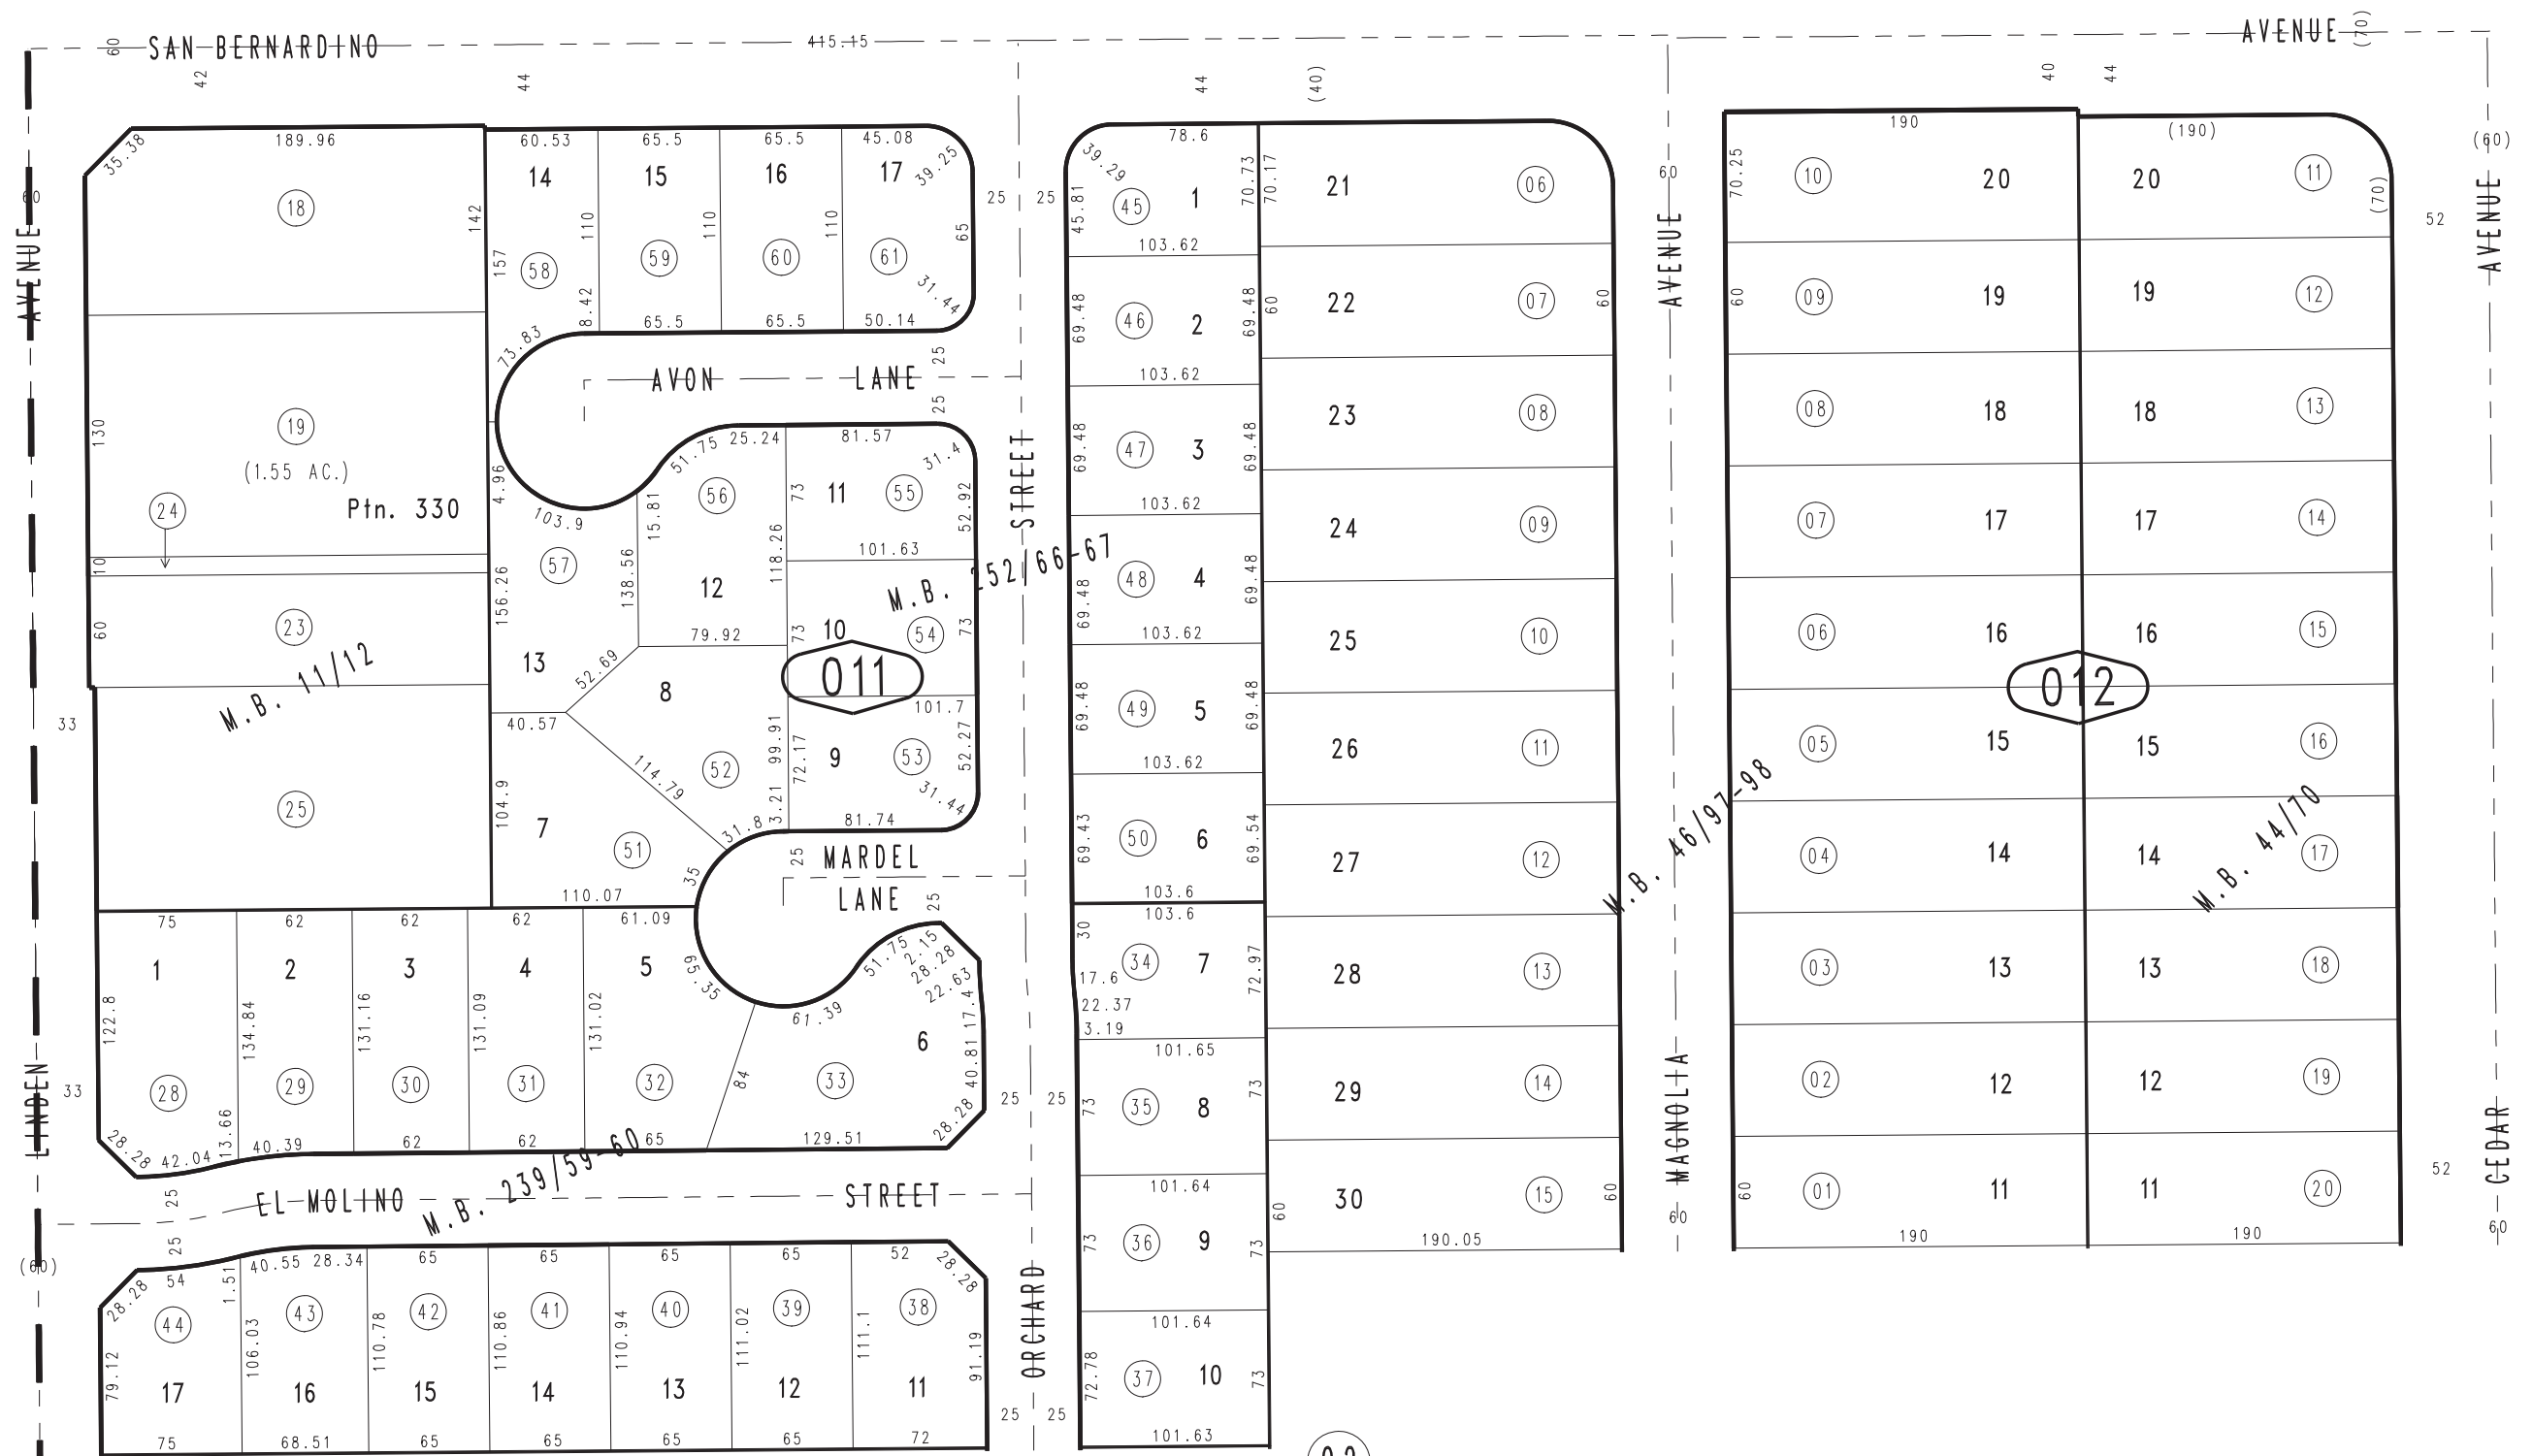 SAN BERNARDINO 415.15 AVENUE
60 42 44 44 (40) 40 44 (70)
189.96 60.53 65.5 65.5 45.08 78.6 190 (190) (60)
35.38 14 15 16 17 39.25 39.29 70.73 70.17 21 06 60 70.25 10 20 20 11 (70)
60 18 142 110 110 110 65 25 25 45.81 45 1 52
157 58 59 60 61 103.62
AVENUE 8.42 31.44 AVENUE AVENUE
65.5 65.5 50.14 69.48 46 2 69.48 60 22 07 60 60 09 19 19 12
73.83 25 103.62
AVON LANE
25
130 19 51.75 25.24 81.57 31.4 69.48 47 3 69.48 23 08 08 18 18 13
(1.55 AC.) 4.96 15.81 56 73 11 55 52.92 STREET
24 Ptn. 330 103.9 103.62 24 09 07 17 17 14
10 57 138.56 118.26 101.63
M.B. 252/66-67
156.26 12 69.48 48 4 69.48
60 23 79.92 73 10 54 73 103.62 25 10 06 16 16 15
M.B. 11/12 13 52.69 8 011 012
33 40.57 101.7 69.48 49 5 69.48
25 104.9 7 114.79 52 99.91 72.17 9 53 52.27 103.62 26 11 05 15 15 16
51 31.8 3.21 31.44 M.B. 46/97-98 M.B. 44/70
81.74 69.43 50 6 69.54 27 12 04 14 14 17
35 25 MARDEL
110.07 LANE 25 103.6
75 62 62 62 61.09 103.6
1 2 3 4 5 51.75 2.15 28.28 22.63 30 34 7 72.97 28 13 03 13 13 18
65.35 61.39 17.4 17.6
22.37
3.19
122.8 134.84 131.16 131.09 131.02 6 101.65
LINDEN 33 28 29 30 31 32 84 33 40.81 25 25 73 35 8 73 29 14 MAGNOLIA 02 12 12 19 CEDAR
28.28 42.04 13.66 40.39 62 62 65 129.51 28.28 52
M.B. 239/59-60
25 EL MOLINO STREET 101.64 60 30 15 60 60 01 11 11 20
25 73 36 9 73 190.05 60 190 190 60
(60) 54 40.55 28.34 65 65 65 65 52 28.28
28.28 1.51 ORCHARD
44 43 42 41 40 39 38 101.64
79.12 106.03 110.78 110.86 110.94 111.02 111.1 91.19
17 16 15 14 13 12 11 72.78 37 10 73
25 25
75 68.51 65 65 65 65 72 101.63